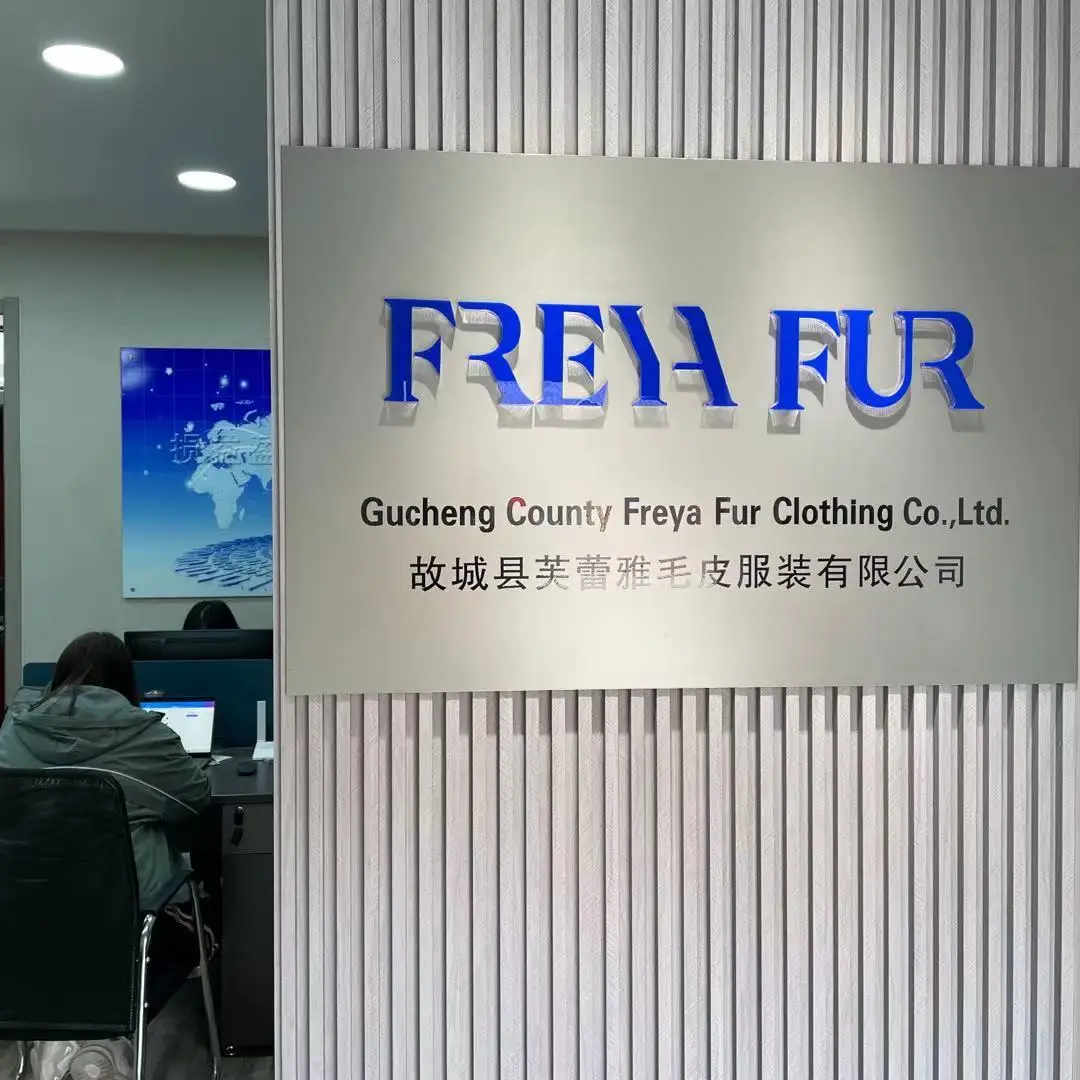 FREYA FUR
Gucheng County Freya Fur Clothing Co.,Ltd.
故城县芙蕾雅毛皮服装有限公司